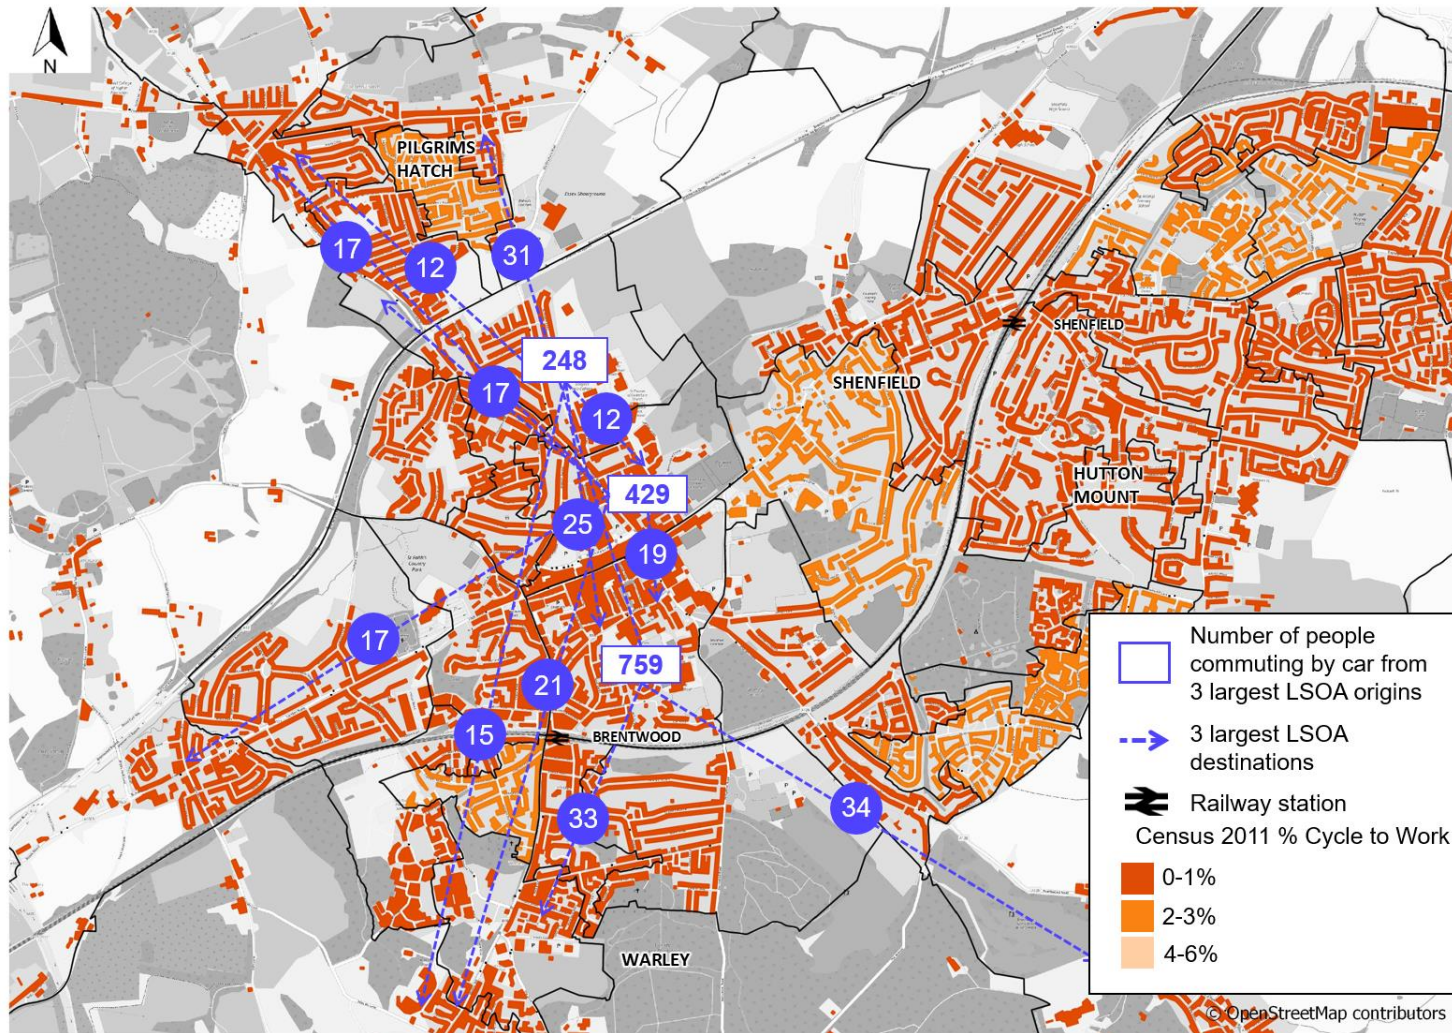 N
PILGRIMS
HATCH
17
12
31
248
17
12
SHENFIELD
SHENFIELD
HUTTON
MOUNT
429
25
19
17
759
21
15
BRENTWOOD
33
34
WARLEY
Number of people
commuting by car from
3 largest LSOA origins
3 largest LSOA
destinations
Railway station
Census 2011 % Cycle to Work
0-1%
2-3%
4-6%
© OpenStreetMap contributors